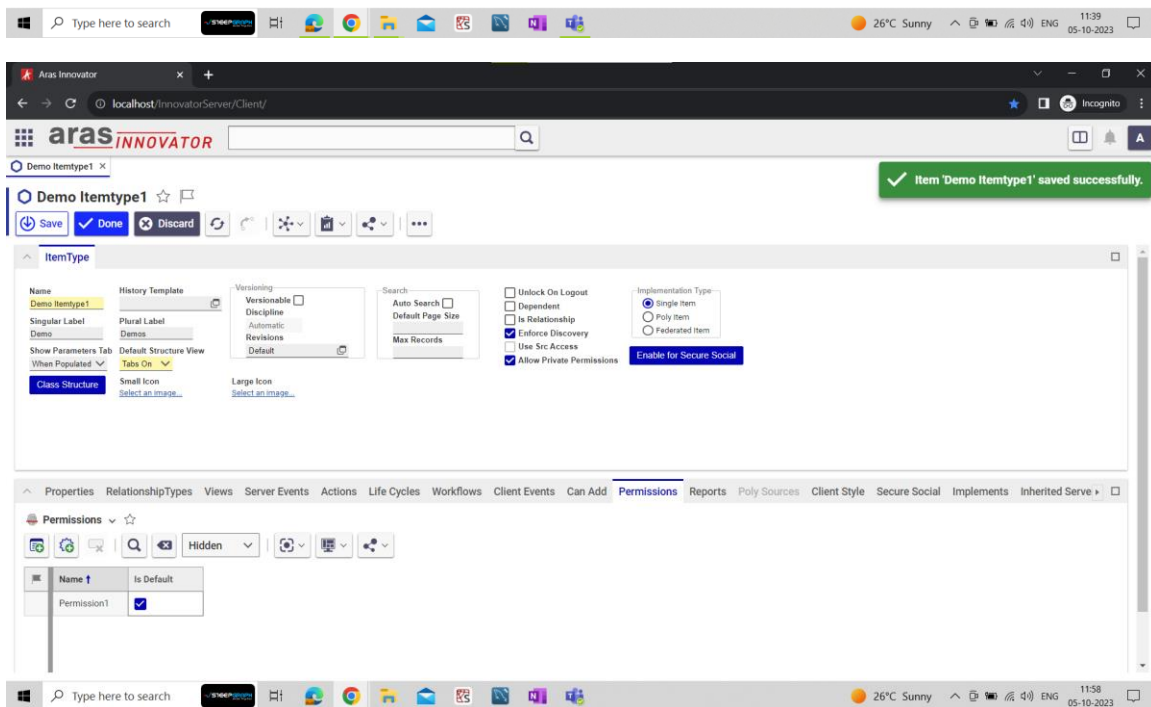 Type here to search
26°C Sunny ENG 11:39
05-10-2023
Aras Innovator
localhost/InnovatorServer/Client/
Incognito
aras INNOVATOR
A
Demo Itemtype1
Item 'Demo Itemtype1' saved successfully.
Demo Itemtype1
Save Done Discard
ItemType
Name History Template Versioning Search Unlock On Logout Implementation Type
Demo Itemtype1 Versionable Auto Search Dependent Single Item
Singular Label Plural Label Discipline Default Page Size Is Relationship Poly Item
Demo Demos Automatic Enforce Discovery Federated Item
Show Parameters Tab Default Structure View Revisions Max Records Use Src Access
When Populated Tabs On Default Allow Private Permissions Enable for Secure Social
Class Structure Small Icon Large Icon
Select an image... Select an image...
Properties RelationshipTypes Views Server Events Actions Life Cycles Workflows Client Events Can Add Permissions Reports Poly Sources Client Style Secure Social Implements Inherited Serve
Permissions
Hidden
Name Is Default
Permission1
Type here to search
26°C Sunny ENG 11:58
05-10-2023